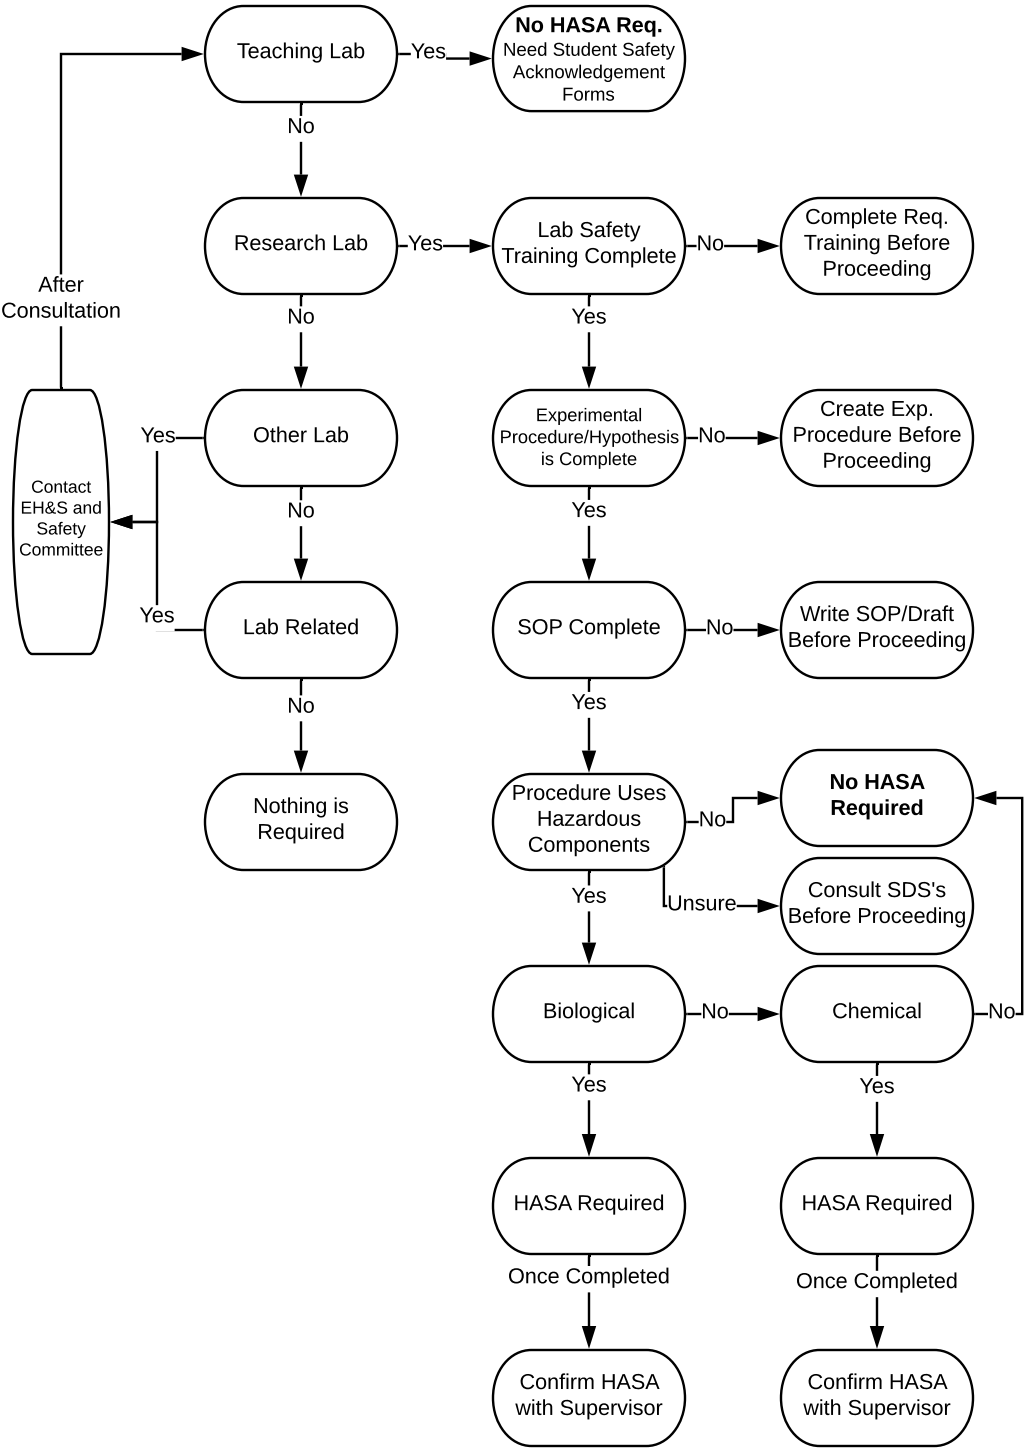 Teaching Lab
Yes
No HASA Req.
Need Student Safety
Acknowledgement
Forms
No
Research Lab
Yes
Lab Safety
Training Complete
No
Complete Req.
Training Before
Proceeding
After
Consultation
No
Yes
Other Lab
Yes
Experimental
Procedure/Hypothesis
is Complete
No
Create Exp.
Procedure Before
Proceeding
Contact
EH&S and
Safety
Committee
No
Yes
Yes
Lab Related
SOP Complete
No
Write SOP/Draft
Before Proceeding
No
Yes
Nothing is
Required
Procedure Uses
Hazardous
Components
No
No HASA
Required
Yes
Unsure
Consult SDS's
Before Proceeding
Biological
No
Chemical
No
Yes
Yes
HASA Required
HASA Required
Once Completed
Once Completed
Confirm HASA
with Supervisor
Confirm HASA
with Supervisor